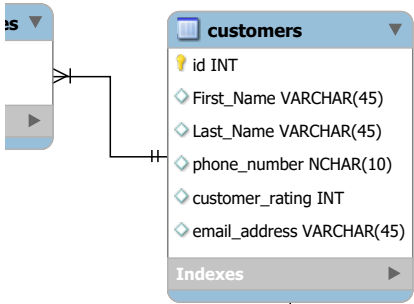 es
customers
id INT
First_Name VARCHAR(45)
Last_Name VARCHAR(45)
phone_number NCHAR(10)
customer_rating INT
email_address VARCHAR(45)
Indexes